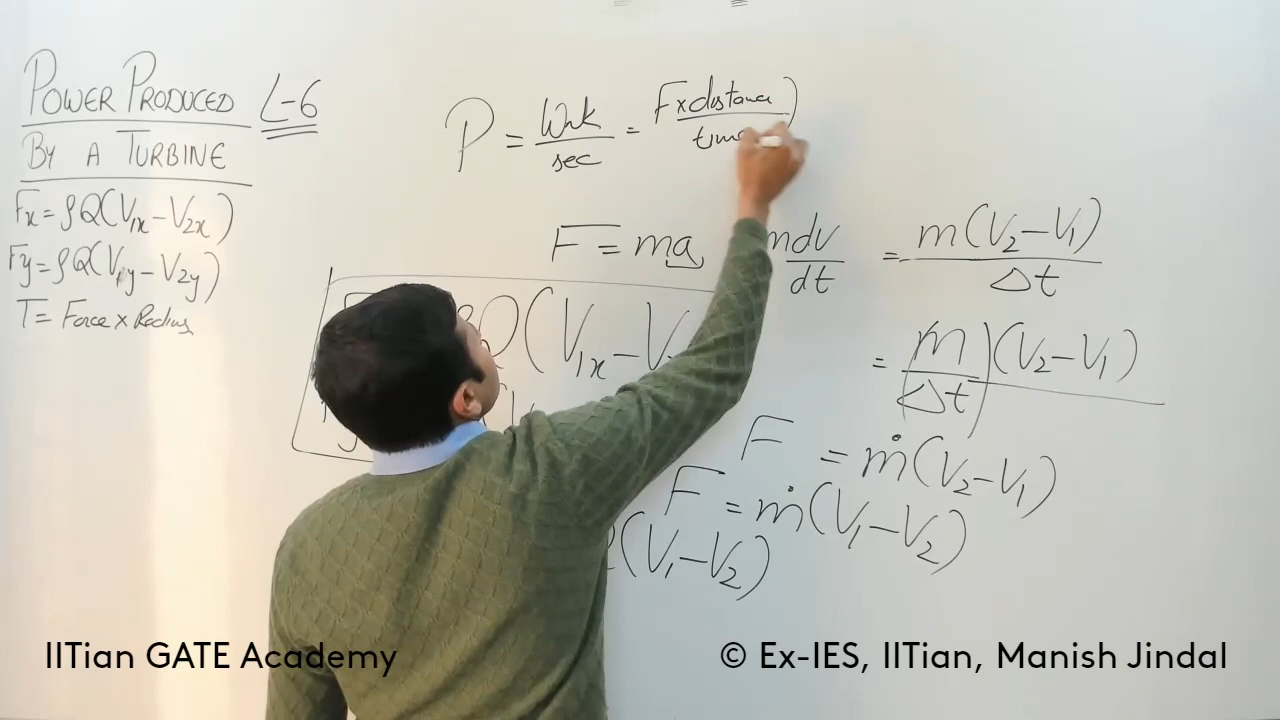 POWER PRODUCED L-6
BY A TURBINE
Fx = ρQ(V1x - V2x)
Fy = ρQ(V1y - V2y)
T = Force x Radius
P = Work/sec = F x distance/time
F = ma mdv/dt = m(V2 - V1)/Δt
= (m/Δt)(V2 - V1)
Q(V1x - V
F = ṁ(V2 - V1)
F = ṁ(V1 - V2)
(V1 - V2)
IITian GATE Academy
© Ex-IES, IITian, Manish Jindal